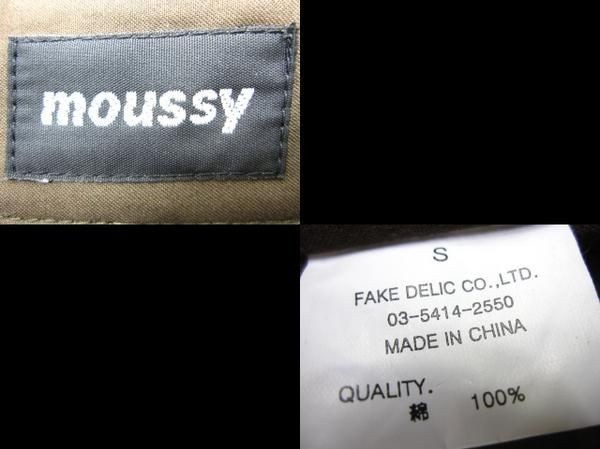 moussy
S
FAKE DELIC CO.,LTD.
03-5414-2550
MADE IN CHINA
QUALITY.
綿 100%